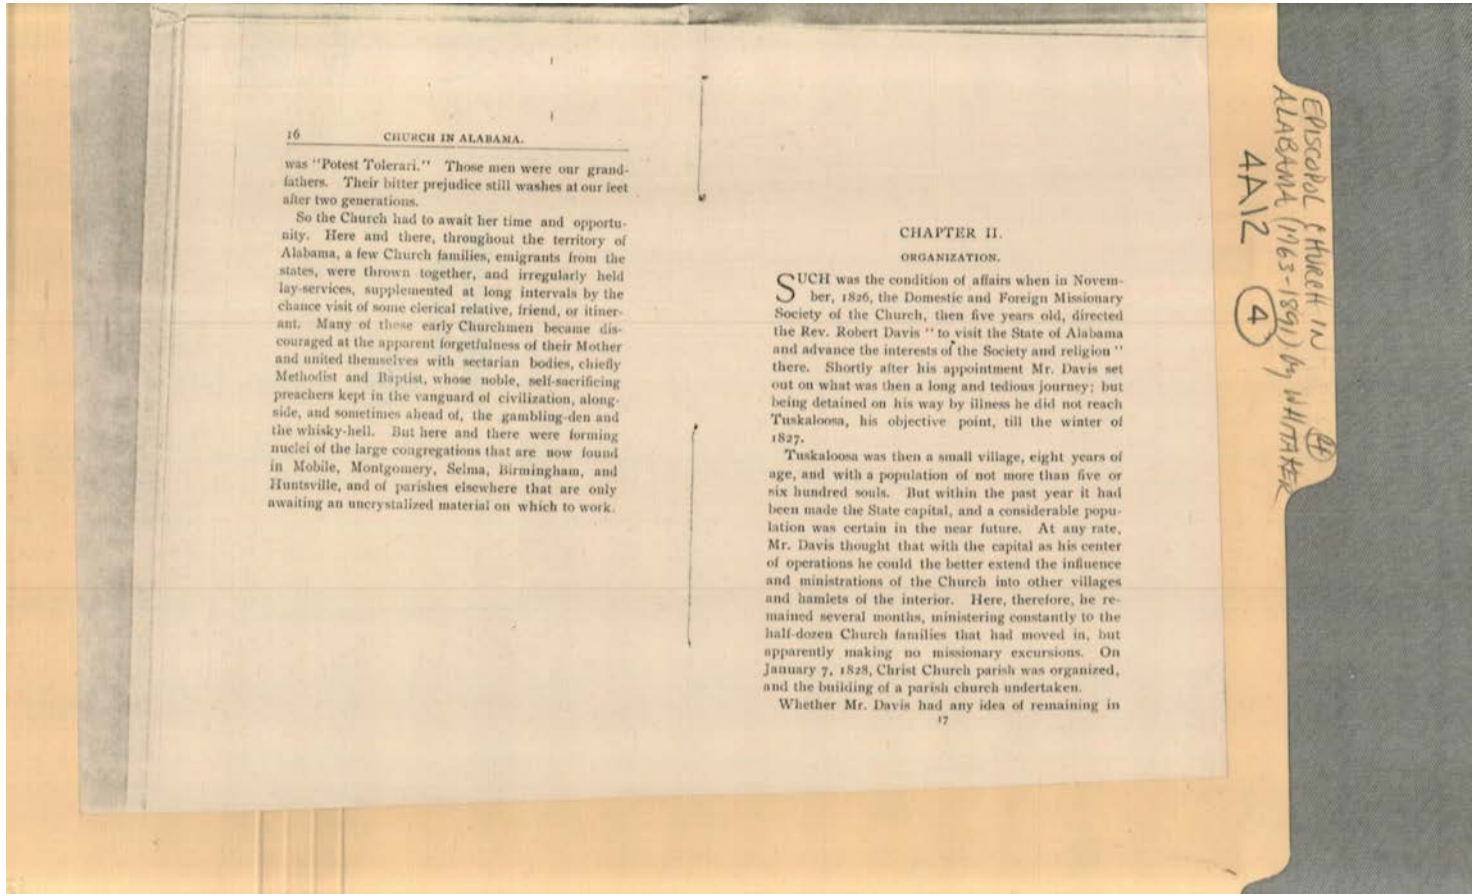 16 CHURCH IN ALABAMA.
was "Potest Tolerari." Those men were our grand-
fathers. Their bitter prejudice still washes at our feet
after two generations.
So the Church had to await her time and opportu-
nity. Here and there, throughout the territory of
Alabama, a few Church families, emigrants from the
states, were thrown together, and irregularly held
lay-services, supplemented at long intervals by the
chance visit of some clerical relative, friend, or itiner-
ant. Many of these early Churchmen became dis-
couraged at the apparent forgetfulness of their Mother
and united themselves with sectarian bodies, chiefly
Methodist and Baptist, whose noble, self-sacrificing
preachers kept in the vanguard of civilization, along-
side, and sometimes ahead of, the gambling-den and
the whisky-hell. But here and there were forming
nuclei of the large congregations that are now found
in Mobile, Montgomery, Selma, Birmingham, and
Huntsville, and of parishes elsewhere that are only
awaiting an uncrystalized material on which to work.
CHAPTER II.
ORGANIZATION.
SUCH was the condition of affairs when in Novem-
ber, 1826, the Domestic and Foreign Missionary
Society of the Church, then five years old, directed
the Rev. Robert Davis "to visit the State of Alabama
and advance the interests of the Society and religion"
there. Shortly after his appointment Mr. Davis set
out on what was then a long and tedious journey; but
being detained on his way by illness he did not reach
Tuskaloosa, his objective point, till the winter of
1827.
Tuskaloosa was then a small village, eight years of
age, and with a population of not more than five or
six hundred souls. But within the past year it had
been made the State capital, and a considerable popu-
lation was certain in the near future. At any rate,
Mr. Davis thought that with the capital as his center
of operations he could the better extend the influence
and ministrations of the Church into other villages
and hamlets of the interior. Here, therefore, he re-
mained several months, ministering constantly to the
half-dozen Church families that had moved in, but
apparently making no missionary excursions. On
January 7, 1828, Christ Church parish was organized,
and the building of a parish church undertaken.
Whether Mr. Davis had any idea of remaining in
17
EPISCOPOL CHURCH IN
ALABAMA (1763-1891) by WHITAKER
4A12 4